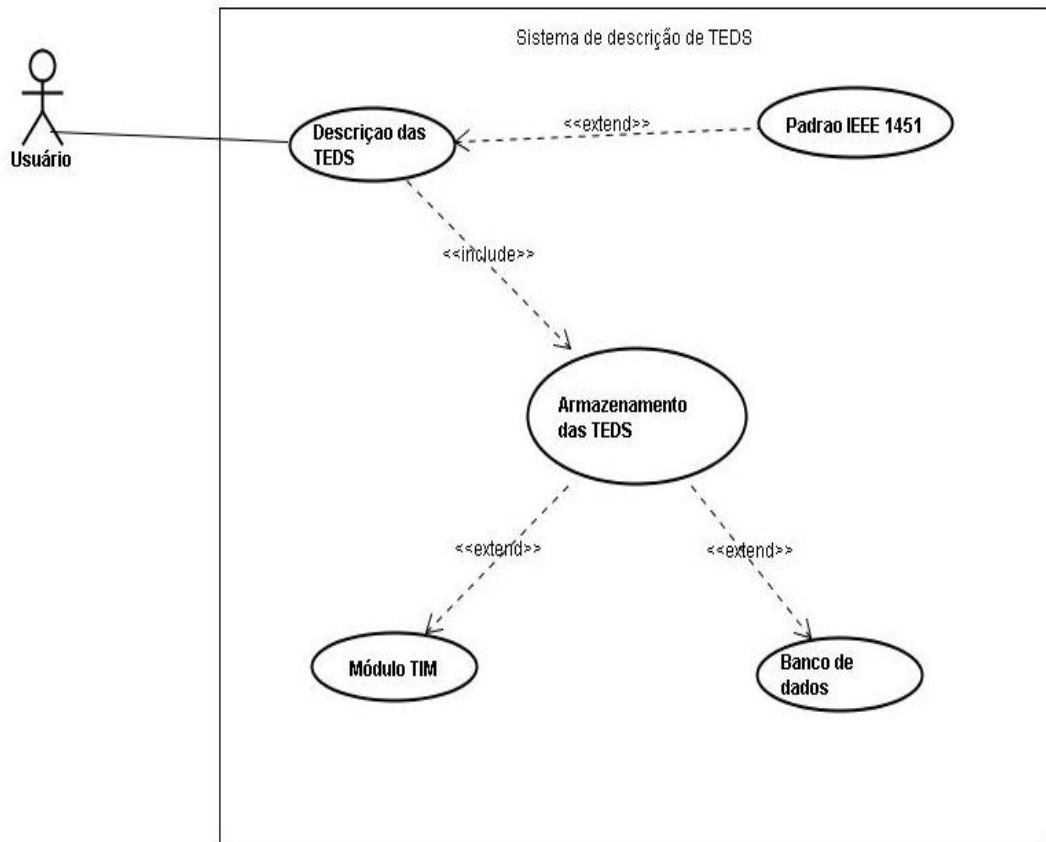 Sistema de descrição de TEDS
Usuário
Descriçao das
TEDS
<<extend>>
Padrao IEEE 1451
<<include>>
Armazenamento
das TEDS
<<extend>>
<<extend>>
Módulo TIM
Banco de
dados